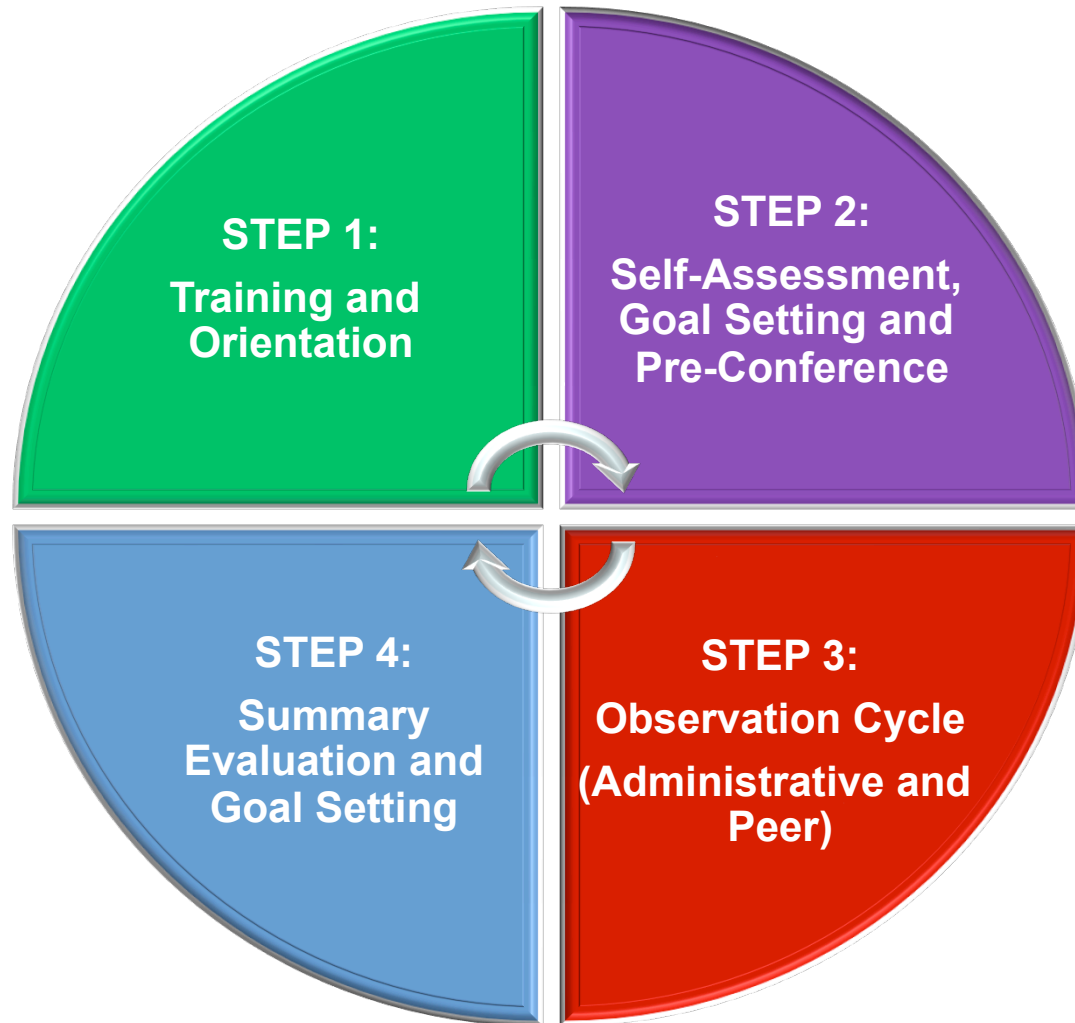 STEP 1:
Training and
Orientation
STEP 2:
Self-Assessment,
Goal Setting and
Pre-Conference
STEP 3:
Observation Cycle
(Administrative and
Peer)
STEP 4:
Summary
Evaluation and
Goal Setting